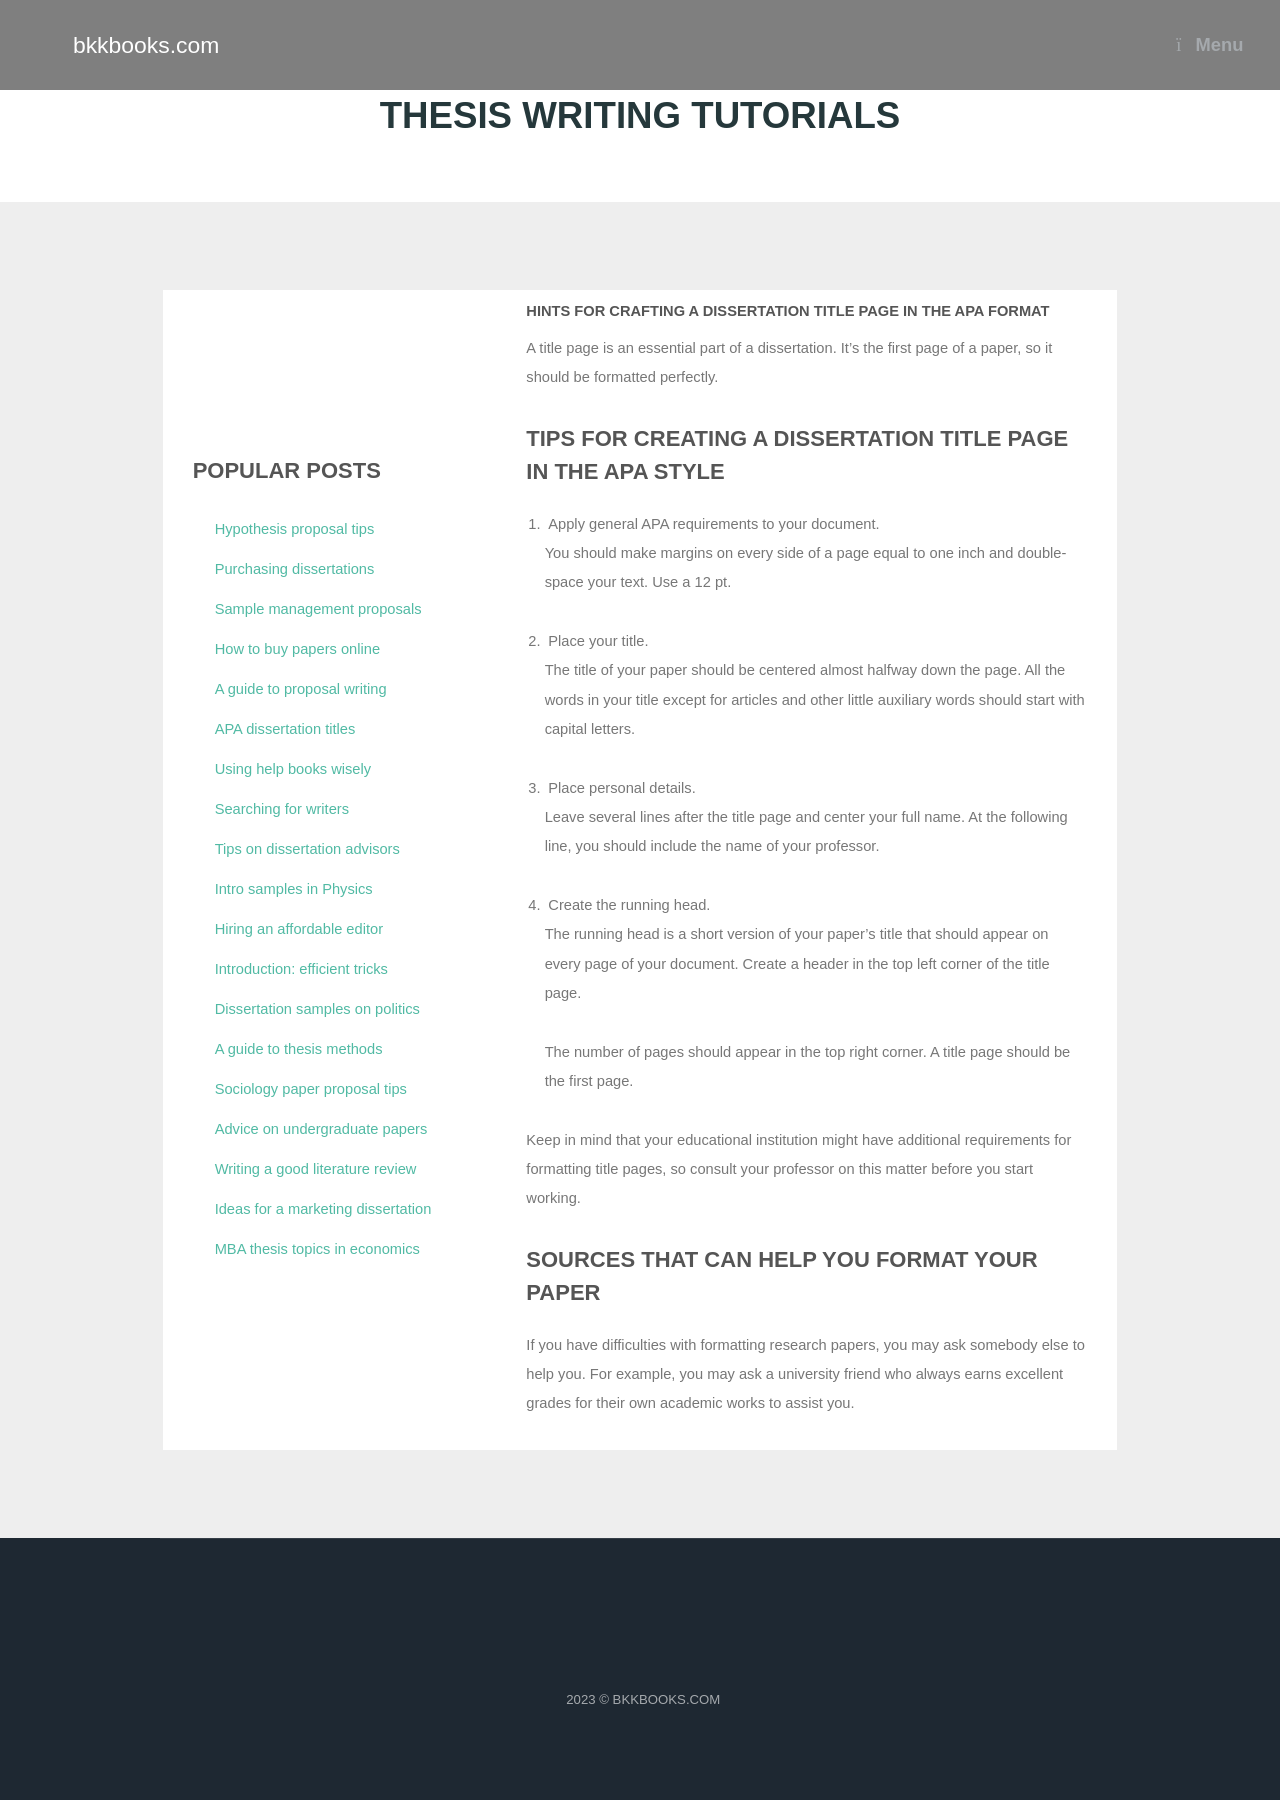 bkkbooks.com
ï Menu
THESIS WRITING TUTORIALS
POPULAR POSTS
Hypothesis proposal tips
Purchasing dissertations
Sample management proposals
How to buy papers online
A guide to proposal writing
APA dissertation titles
Using help books wisely
Searching for writers
Tips on dissertation advisors
Intro samples in Physics
Hiring an affordable editor
Introduction: efficient tricks
Dissertation samples on politics
A guide to thesis methods
Sociology paper proposal tips
Advice on undergraduate papers
Writing a good literature review
Ideas for a marketing dissertation
MBA thesis topics in economics
HINTS FOR CRAFTING A DISSERTATION TITLE PAGE IN THE APA FORMAT
A title page is an essential part of a dissertation. It’s the first page of a paper, so it
should be formatted perfectly.
TIPS FOR CREATING A DISSERTATION TITLE PAGE
IN THE APA STYLE
1. Apply general APA requirements to your document.
You should make margins on every side of a page equal to one inch and double-
space your text. Use a 12 pt.
2. Place your title.
The title of your paper should be centered almost halfway down the page. All the
words in your title except for articles and other little auxiliary words should start with
capital letters.
3. Place personal details.
Leave several lines after the title page and center your full name. At the following
line, you should include the name of your professor.
4. Create the running head.
The running head is a short version of your paper’s title that should appear on
every page of your document. Create a header in the top left corner of the title
page.
The number of pages should appear in the top right corner. A title page should be
the first page.
Keep in mind that your educational institution might have additional requirements for
formatting title pages, so consult your professor on this matter before you start
working.
SOURCES THAT CAN HELP YOU FORMAT YOUR
PAPER
If you have difficulties with formatting research papers, you may ask somebody else to
help you. For example, you may ask a university friend who always earns excellent
grades for their own academic works to assist you.
2023 © BKKBOOKS.COM